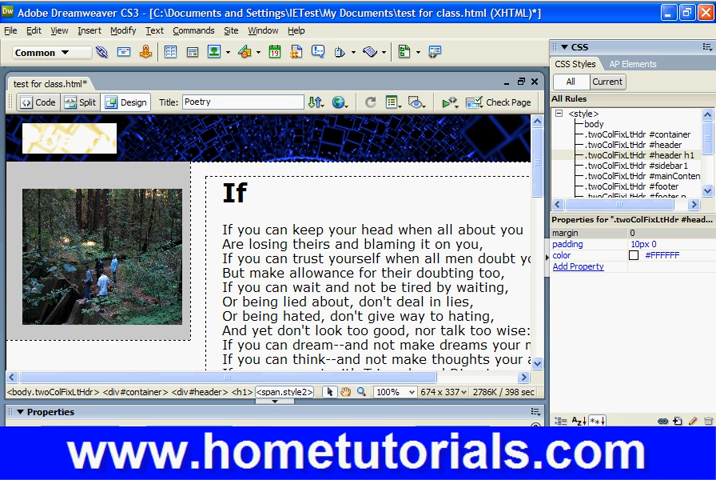 Adobe Dreamweaver CS3 - [C:\Documents and Settings\IETest\My Documents\test for class.html (XHTML)*]
File Edit View Insert Modify Text Commands Site Window Help
Common
test for class.html*
Code Split Design Title: Poetry Check Page
If
If you can keep your head when all about you
Are losing theirs and blaming it on you,
If you can trust yourself when all men doubt yo
But make allowance for their doubting too,
If you can wait and not be tired by waiting,
Or being lied about, don't deal in lies,
Or being hated, don't give way to hating,
And yet don't look too good, nor talk too wise:
If you can dream--and not make dreams your m
If you can think--and not make thoughts your a
<body.twoColFixLtHdr> <div#container> <div#header> <h1> <span.style2> 100% 674 x 337 2786K / 398 sec
Properties
CSS
CSS Styles AP Elements
All Current
All Rules
<style>
body
.twoColFixLtHdr #container
.twoColFixLtHdr #header
.twoColFixLtHdr #header h1
.twoColFixLtHdr #sidebar1
.twoColFixLtHdr #mainConten
.twoColFixLtHdr #footer
.twoColFixLtHdr #footer p
Properties for ".twoColFixLtHdr #head...
margin 0
padding 10px 0
color #FFFFFF
Add Property
www.hometutorials.com